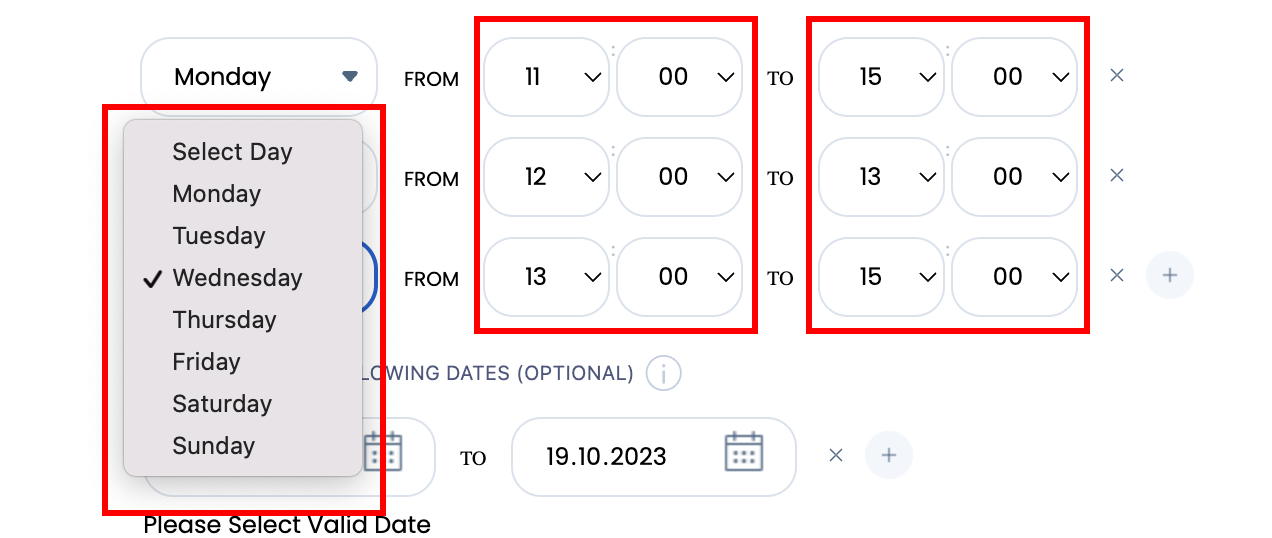 Monday FROM 11 : 00 TO 15 : 00 ×
Select Day
Monday
FROM 12 : 00 TO 13 : 00 ×
Tuesday
Wednesday
FROM 13 : 00 TO 15 : 00 × +
Thursday
Friday
LOWING DATES (OPTIONAL) i
Saturday
Sunday
TO 19.10.2023 × +
Please Select Valid Date